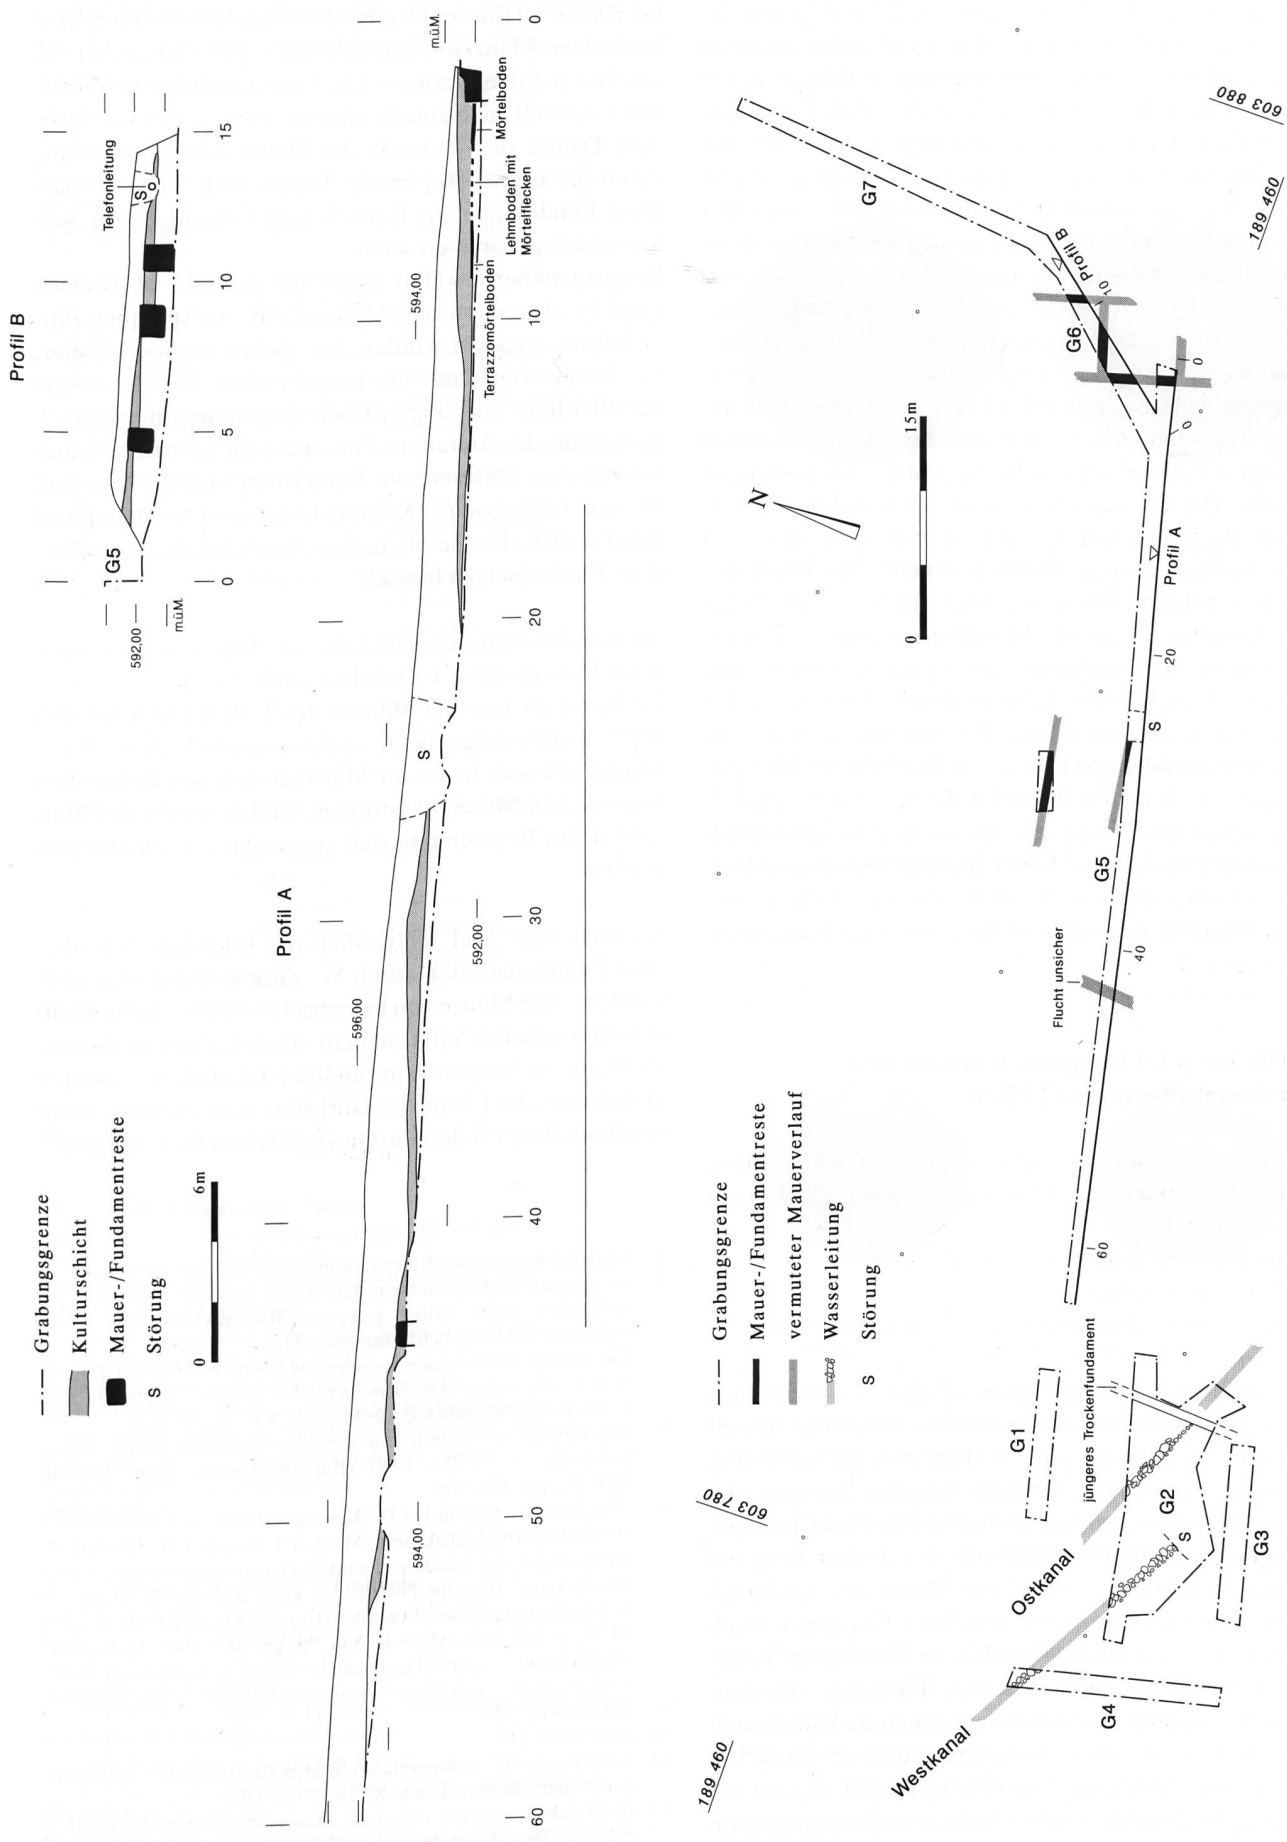 Profil B
Telefonleitung
S
G5
592,00
m.ü.M.
0
5
10
15
Profil A
596,00
594,00
592,00
594,00
m.ü.M.
S
Terrazzomörtelboden
Lehmboden mit
Mörtelflecken
Mörtelboden
60
50
40
30
20
10
0
Grabungsgrenze
Kulturschicht
Mauer-/Fundamentreste
S Störung
0 6m
Grabungsgrenze
Mauer-/Fundamentreste
vermuteter Mauerverlauf
Wasserleitung
S Störung
N
0 15m
603 780
189 460
603 880
189 460
Westkanal
Ostkanal
jüngeres Trockenfundament
G1
G2
G3
G4
S
Flucht unsicher
G5
S
G6
G7
Profil A
Profil B
60
40
20
0
0
10